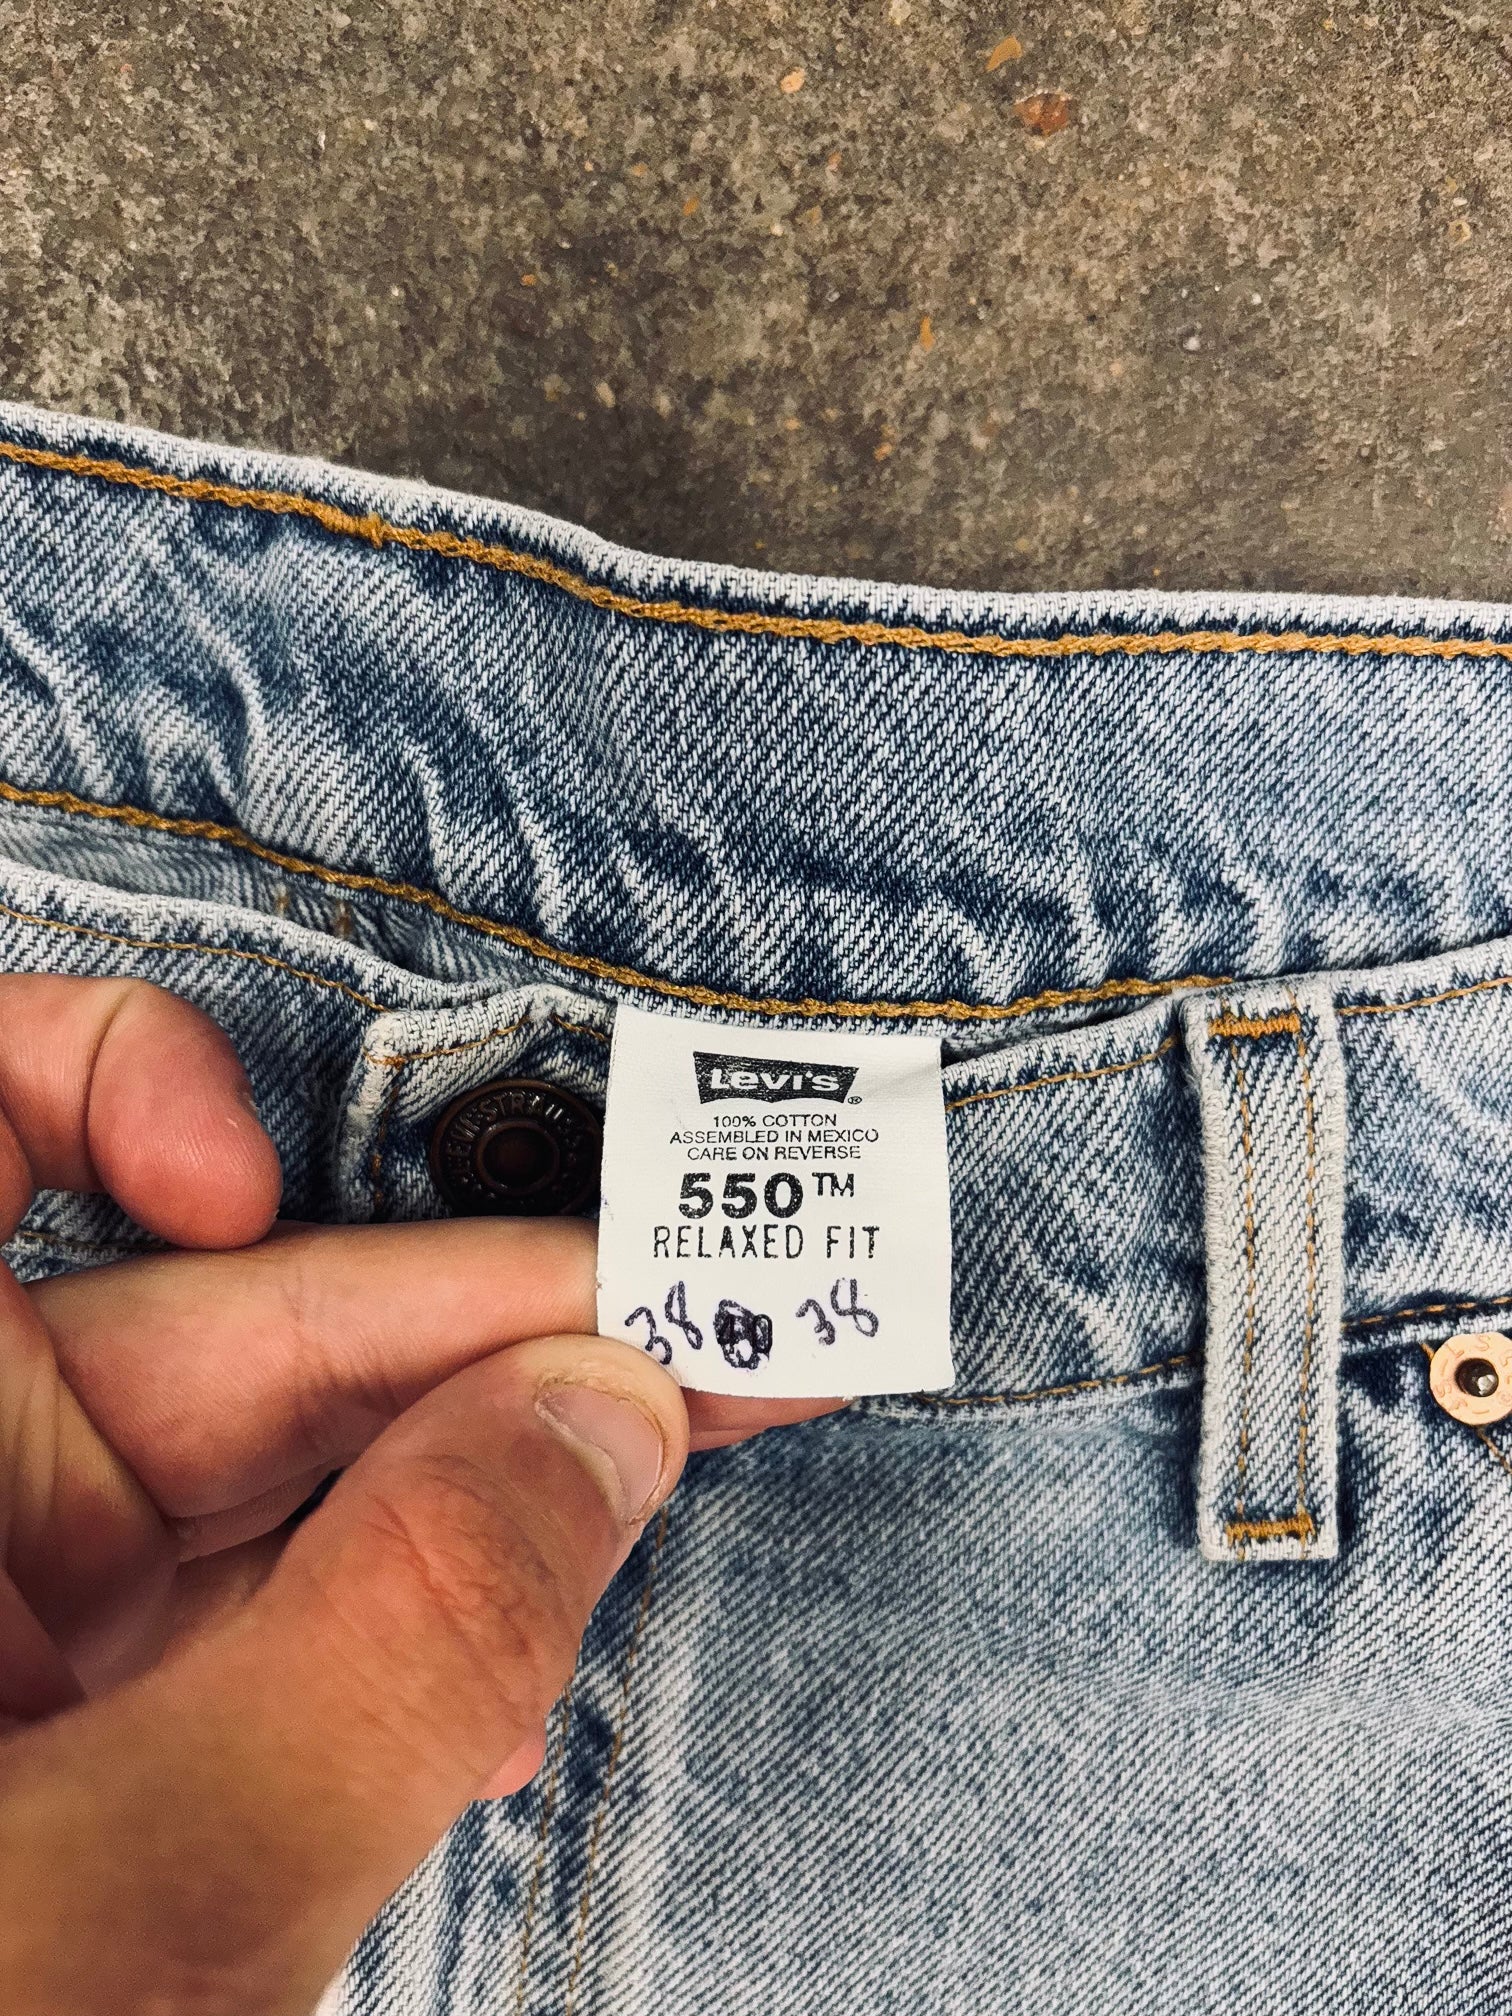 Levi's®
100% COTTON
ASSEMBLED IN MEXICO
CARE ON REVERSE
550™
RELAXED FIT
38 38